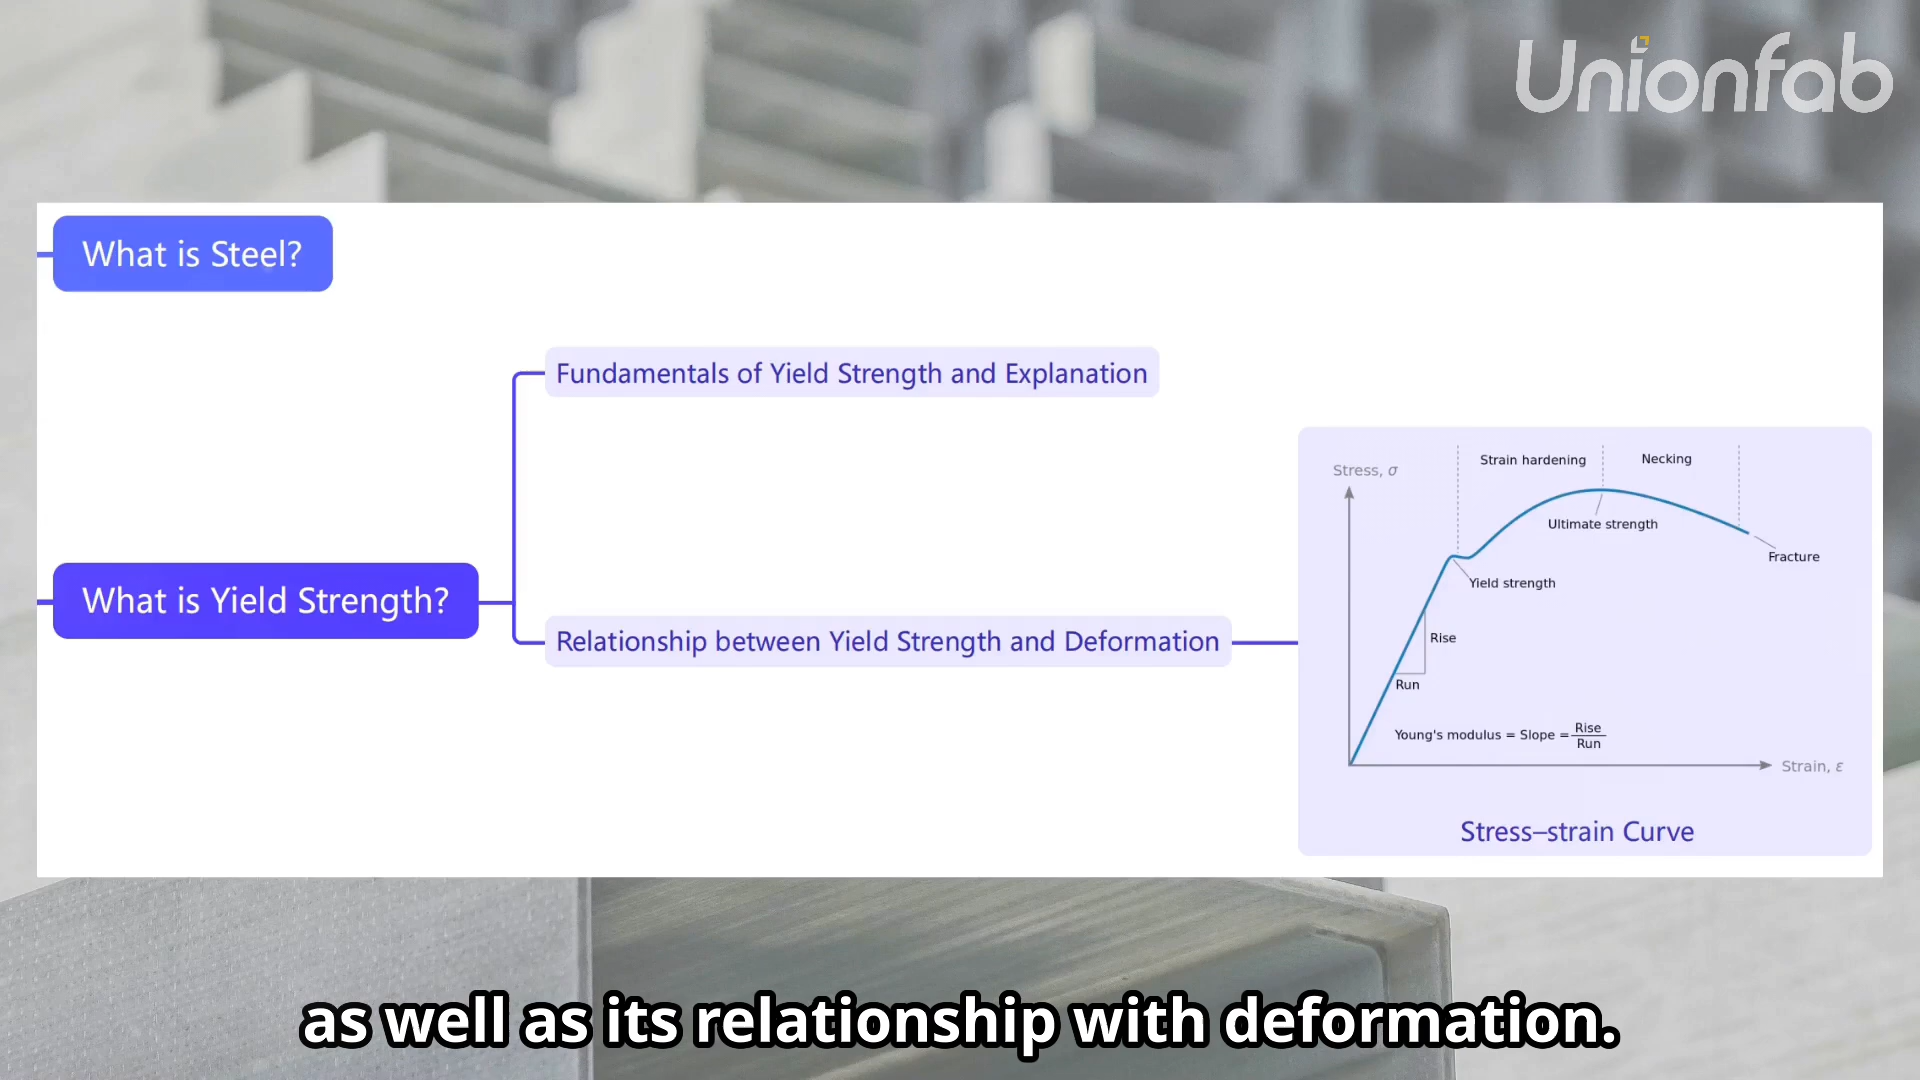 Unionfab
What is Steel?
Fundamentals of Yield Strength and Explanation
What is Yield Strength?
Relationship between Yield Strength and Deformation
Stress, σ
Strain hardening
Necking
Ultimate strength
Fracture
Yield strength
Rise
Run
Young's modulus = Slope = Rise
Run
Strain, ε
Stress–strain Curve
as well as its relationship with deformation.